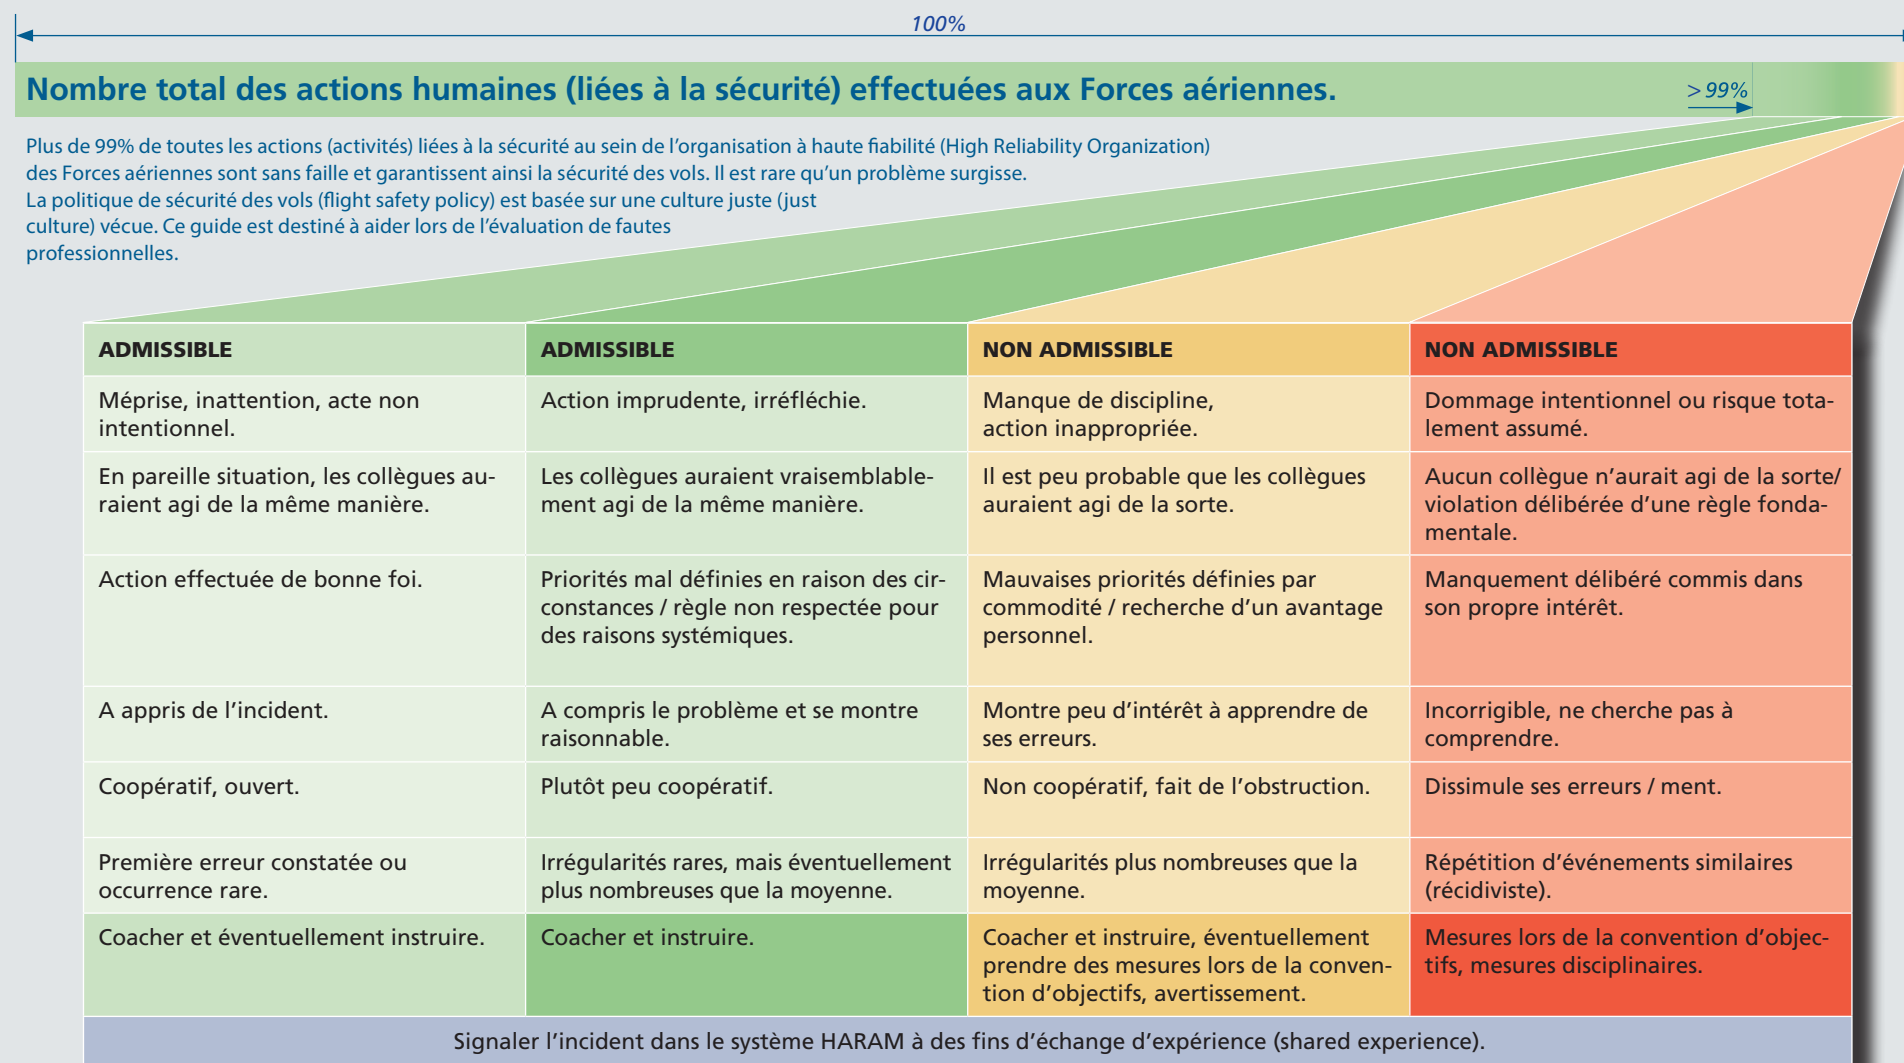 100%
Nombre total des actions humaines (liées à la sécurité) effectuées aux Forces aériennes.
> 99%
Plus de 99% de toutes les actions (activités) liées à la sécurité au sein de l’organisation à haute fiabilité (High Reliability Organization)
des Forces aériennes sont sans faille et garantissent ainsi la sécurité des vols. Il est rare qu’un problème surgisse.
La politique de sécurité des vols (flight safety policy) est basée sur une culture juste (just
culture) vécue. Ce guide est destiné à aider lors de l’évaluation de fautes
professionnelles.
ADMISSIBLE
ADMISSIBLE
NON ADMISSIBLE
NON ADMISSIBLE
Méprise, inattention, acte non
intentionnel.
Action imprudente, irréfléchie.
Manque de discipline,
action inappropriée.
Dommage intentionnel ou risque tota-
lement assumé.
En pareille situation, les collègues au-
raient agi de la même manière.
Les collègues auraient vraisemblable-
ment agi de la même manière.
Il est peu probable que les collègues
auraient agi de la sorte.
Aucun collègue n’aurait agi de la sorte/
violation délibérée d’une règle fonda-
mentale.
Action effectuée de bonne foi.
Priorités mal définies en raison des cir-
constances / règle non respectée pour
des raisons systémiques.
Mauvaises priorités définies par
commodité / recherche d’un avantage
personnel.
Manquement délibéré commis dans
son propre intérêt.
A appris de l’incident.
A compris le problème et se montre
raisonnable.
Montre peu d’intérêt à apprendre de
ses erreurs.
Incorrigible, ne cherche pas à
comprendre.
Coopératif, ouvert.
Plutôt peu coopératif.
Non coopératif, fait de l’obstruction.
Dissimule ses erreurs / ment.
Première erreur constatée ou
occurrence rare.
Irrégularités rares, mais éventuellement
plus nombreuses que la moyenne.
Irrégularités plus nombreuses que la
moyenne.
Répétition d’événements similaires
(récidiviste).
Coacher et éventuellement instruire.
Coacher et instruire.
Coacher et instruire, éventuellement
prendre des mesures lors de la conven-
tion d’objectifs, avertissement.
Mesures lors de la convention d’objec-
tifs, mesures disciplinaires.
Signaler l’incident dans le système HARAM à des fins d’échange d’expérience (shared experience).